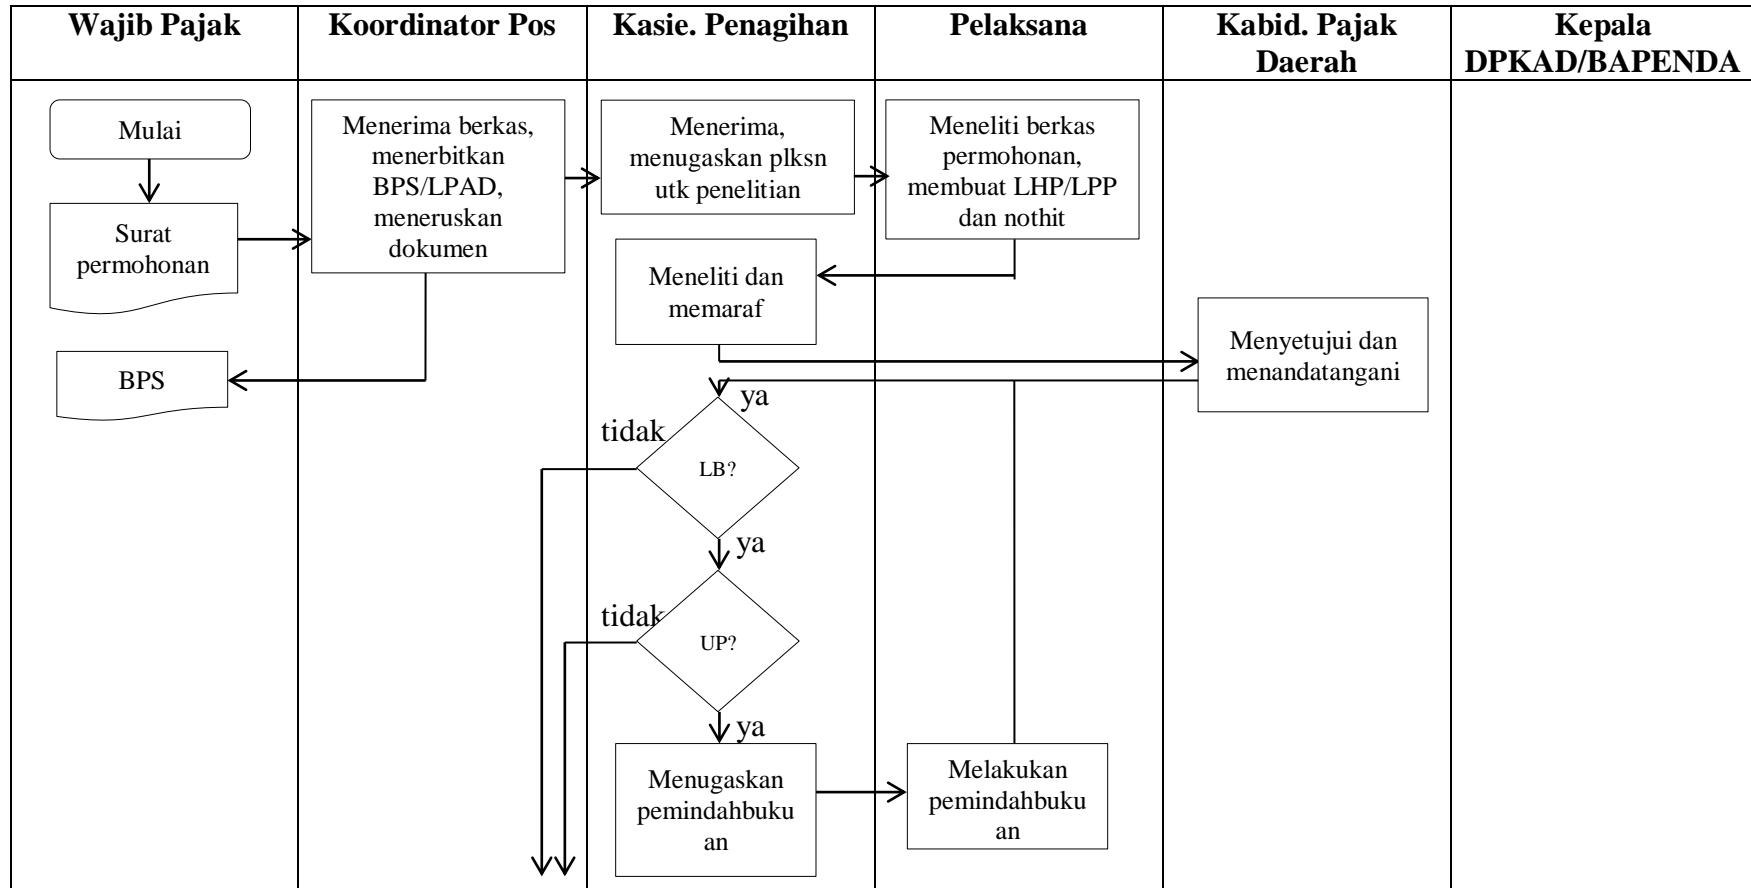 Wajib Pajak
Koordinator Pos
Kasie. Penagihan
Pelaksana
Kabid. Pajak
Daerah
Kepala
DPKAD/BAPENDA
Mulai
Surat
permohonan
BPS
Menerima berkas,
menerbitkan
BPS/LPAD,
meneruskan
dokumen
Menerima,
menugaskan plksn
utk penelitian
Meneliti berkas
permohonan,
membuat LHP/LPP
dan nothit
Meneliti dan
memaraf
Menyetujui dan
menandatangani
ya
tidak
LB?
ya
tidak
UP?
ya
Menugaskan
pemindahbuku
an
Melakukan
pemindahbuku
an